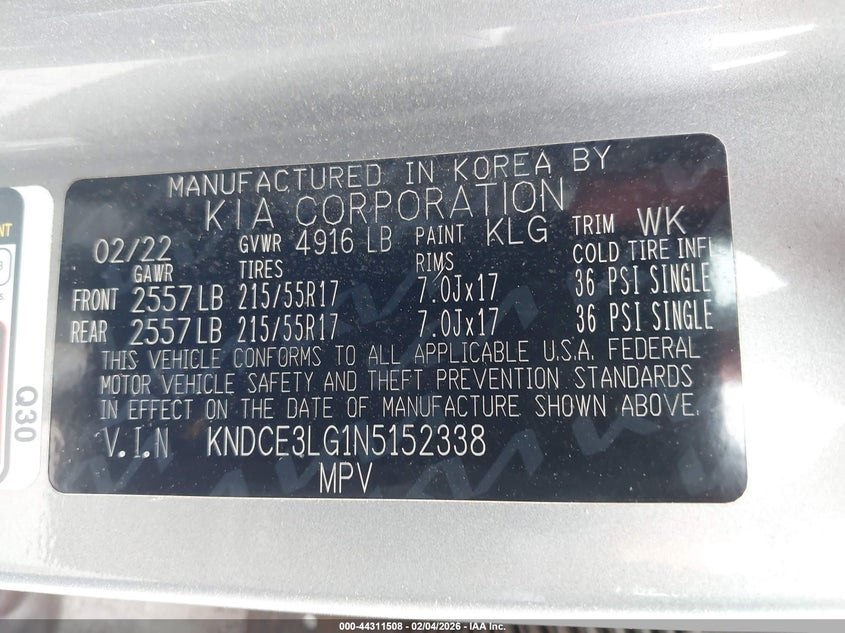 MANUFACTURED IN KOREA BY
KIA CORPORATION
02/22 GVWR 4916 LB PAINT KLG TRIM WK
GAWR TIRES RIMS COLD TIRE INFL
FRONT 2557 LB 215/55R17 7.0Jx17 36 PSI SINGLE
REAR 2557 LB 215/55R17 7.0Jx17 36 PSI SINGLE
THIS VEHICLE CONFORMS TO ALL APPLICABLE U.S.A. FEDERAL
MOTOR VEHICLE SAFETY AND THEFT PREVENTION STANDARDS
IN EFFECT ON THE DATE OF MANUFACTURE SHOWN ABOVE.
V.I.N KNDCE3LG1N5152338
MPV
Q30
000-44311508 - 02/04/2026 - IAA Inc.